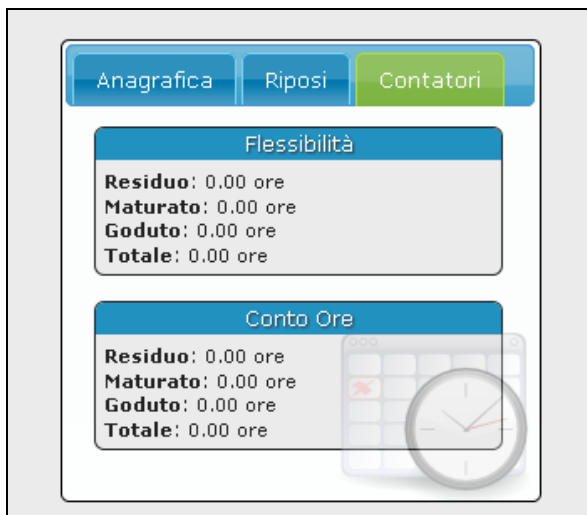 Anagrafica Riposi Contatori
Flessibilità
Residuo: 0.00 ore
Maturato: 0.00 ore
Goduto: 0.00 ore
Totale: 0.00 ore
Conto Ore
Residuo: 0.00 ore
Maturato: 0.00 ore
Goduto: 0.00 ore
Totale: 0.00 ore